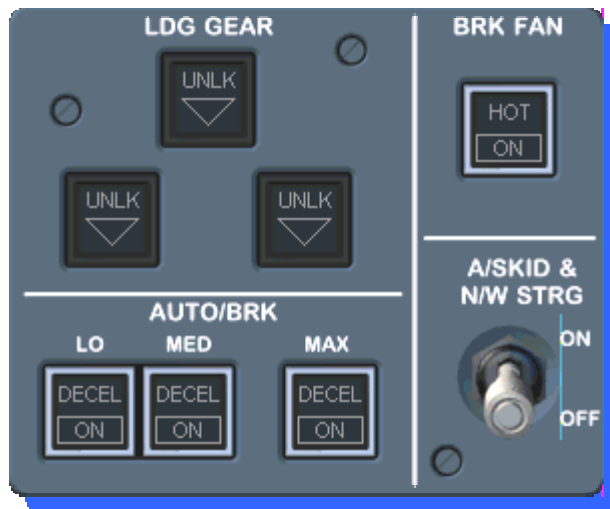 LDG GEAR
UNLK
UNLK
UNLK
AUTO/BRK
LO MED MAX
DECEL DECEL DECEL
ON ON ON
BRK FAN
HOT
ON
A/SKID &
N/W STRG
ON
OFF